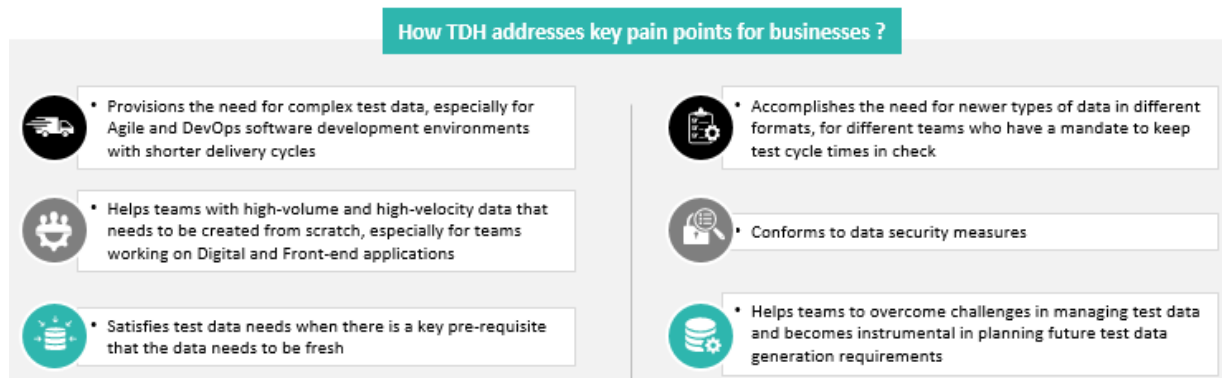 How TDH addresses key pain points for businesses ?
• Provisions the need for complex test data, especially for
Agile and DevOps software development environments
with shorter delivery cycles
• Helps teams with high-volume and high-velocity data that
needs to be created from scratch, especially for teams
working on Digital and Front-end applications
• Satisfies test data needs when there is a key pre-requisite
that the data needs to be fresh
• Accomplishes the need for newer types of data in different
formats, for different teams who have a mandate to keep
test cycle times in check
• Conforms to data security measures
• Helps teams to overcome challenges in managing test data
and becomes instrumental in planning future test data
generation requirements